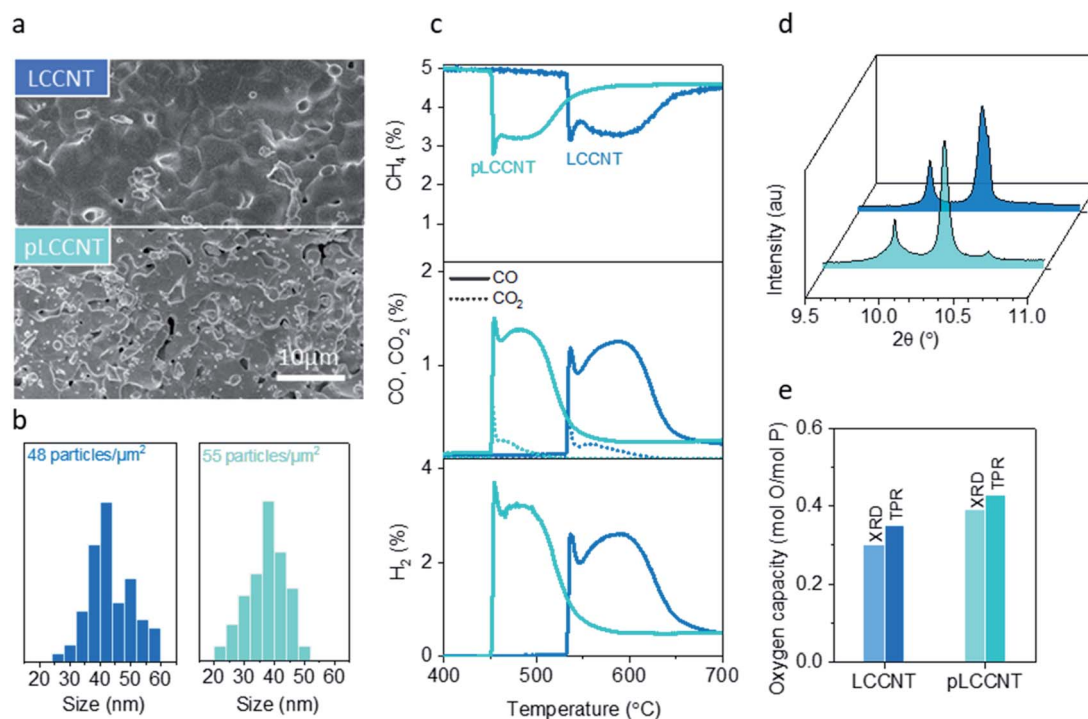 a
LCCNT
pLCCNT
10μm
b
48 particles/μm²
55 particles/μm²
20 30 40 50 60
20 30 40 50 60
Size (nm)
Size (nm)
c
5
4
3
2
1
CH₄ (%)
pLCCNT
LCCNT
2
1
CO, CO₂ (%)
CO
CO₂
4
2
0
H₂ (%)
400
500
600
700
Temperature (°C)
d
Intensity (au)
9.5
10.0
10.5
11.0
2θ (°)
e
Oxygen capacity (mol O/mol P)
0.6
0.4
0.2
0.0
XRD
TPR
XRD
TPR
LCCNT
pLCCNT